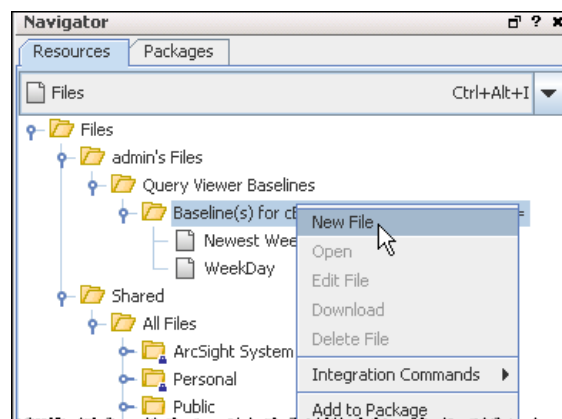 Navigator
Resources Packages
Files Ctrl+Alt+I
Files
admin's Files
Query Viewer Baselines
Baseline(s) for
New File
Newest
Open
WeekDay
Edit File
Shared
Download
All Files
Delete File
ArcSight System
Personal
Integration Commands
Public
Add to Package